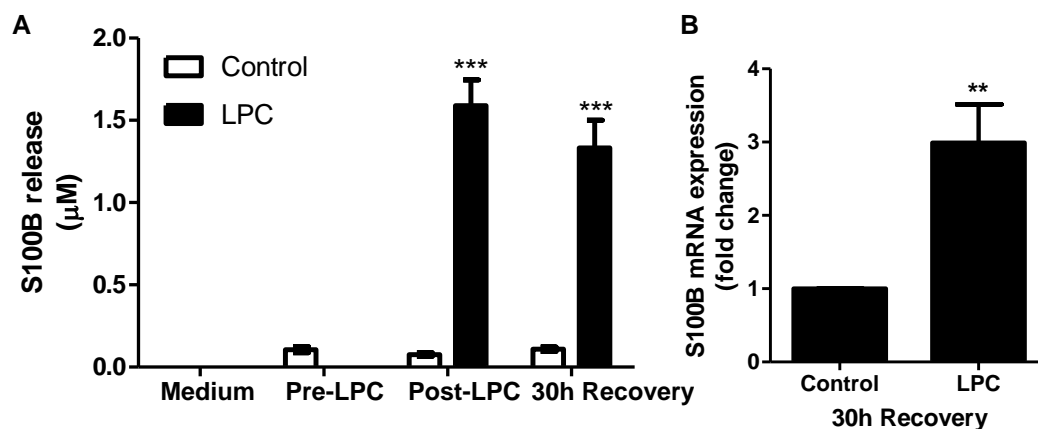 A
S100B release
(μM)
2.0
1.5
1.0
0.5
0.0
Control
LPC
***
***
Medium Pre-LPC Post-LPC 30h Recovery
B
S100B mRNA expression
(fold change)
4
3
2
1
0
**
Control LPC
30h Recovery